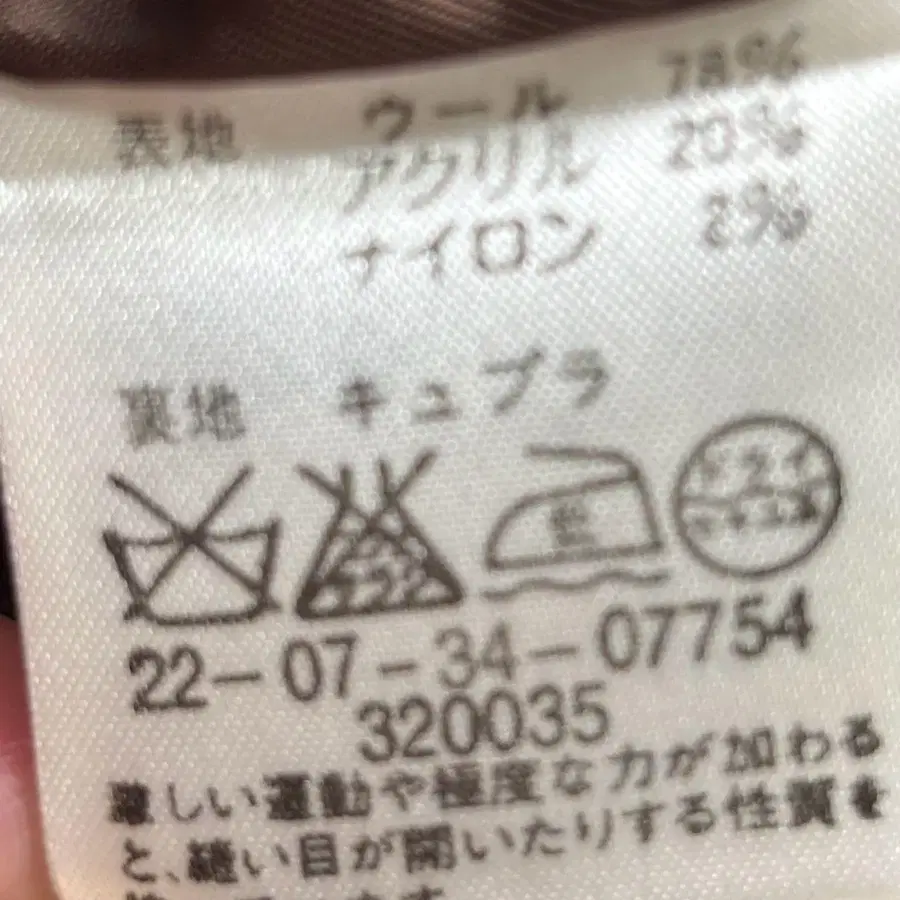 表地 ウール 78%
アクリル 20%
ナイロン 2%
裏地 キュプラ
ドライ
22-07-34-07754
320035
激しい運動や極度な力が加わる
と、縫い目が開いたりする性質を